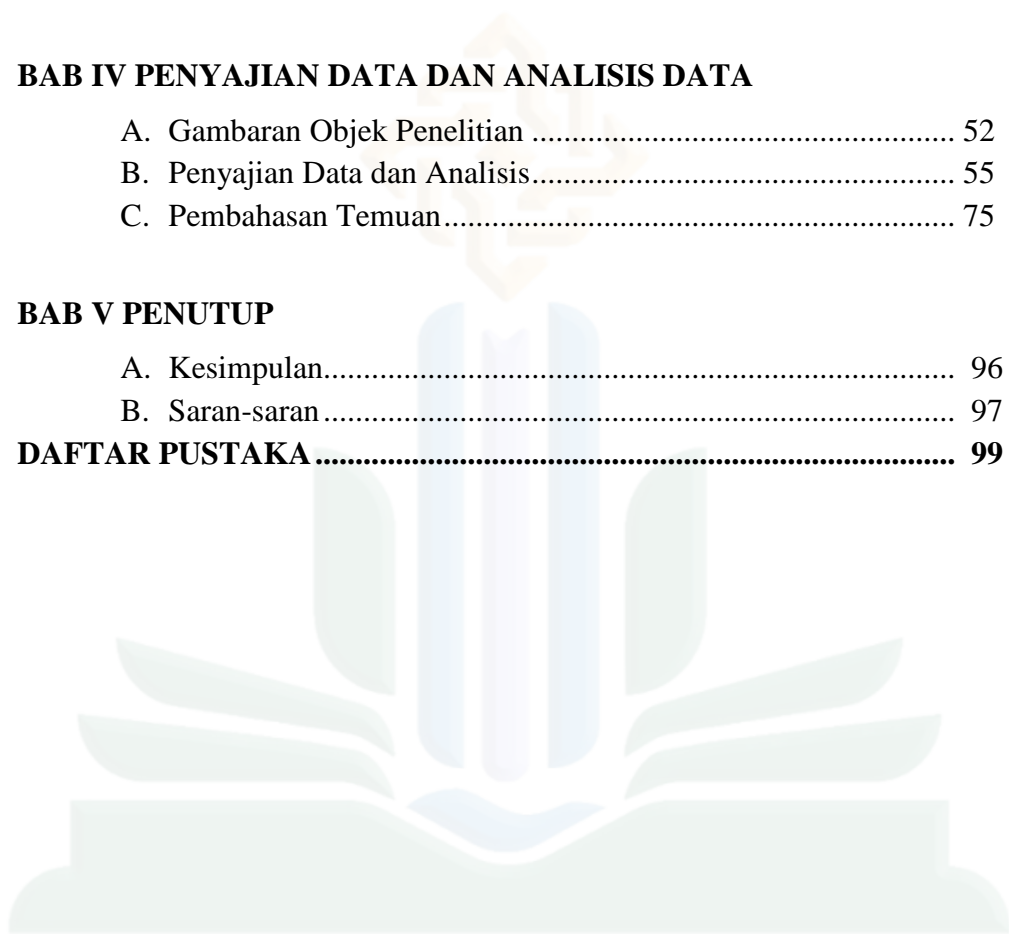 BAB IV PENYAJIAN DATA DAN ANALISIS DATA
A. Gambaran Objek Penelitian ..................................................... 52
B. Penyajian Data dan Analisis..................................................... 55
C. Pembahasan Temuan................................................................ 75
BAB V PENUTUP
A. Kesimpulan............................................................................... 96
B. Saran-saran............................................................................... 97
DAFTAR PUSTAKA................................................................................ 99